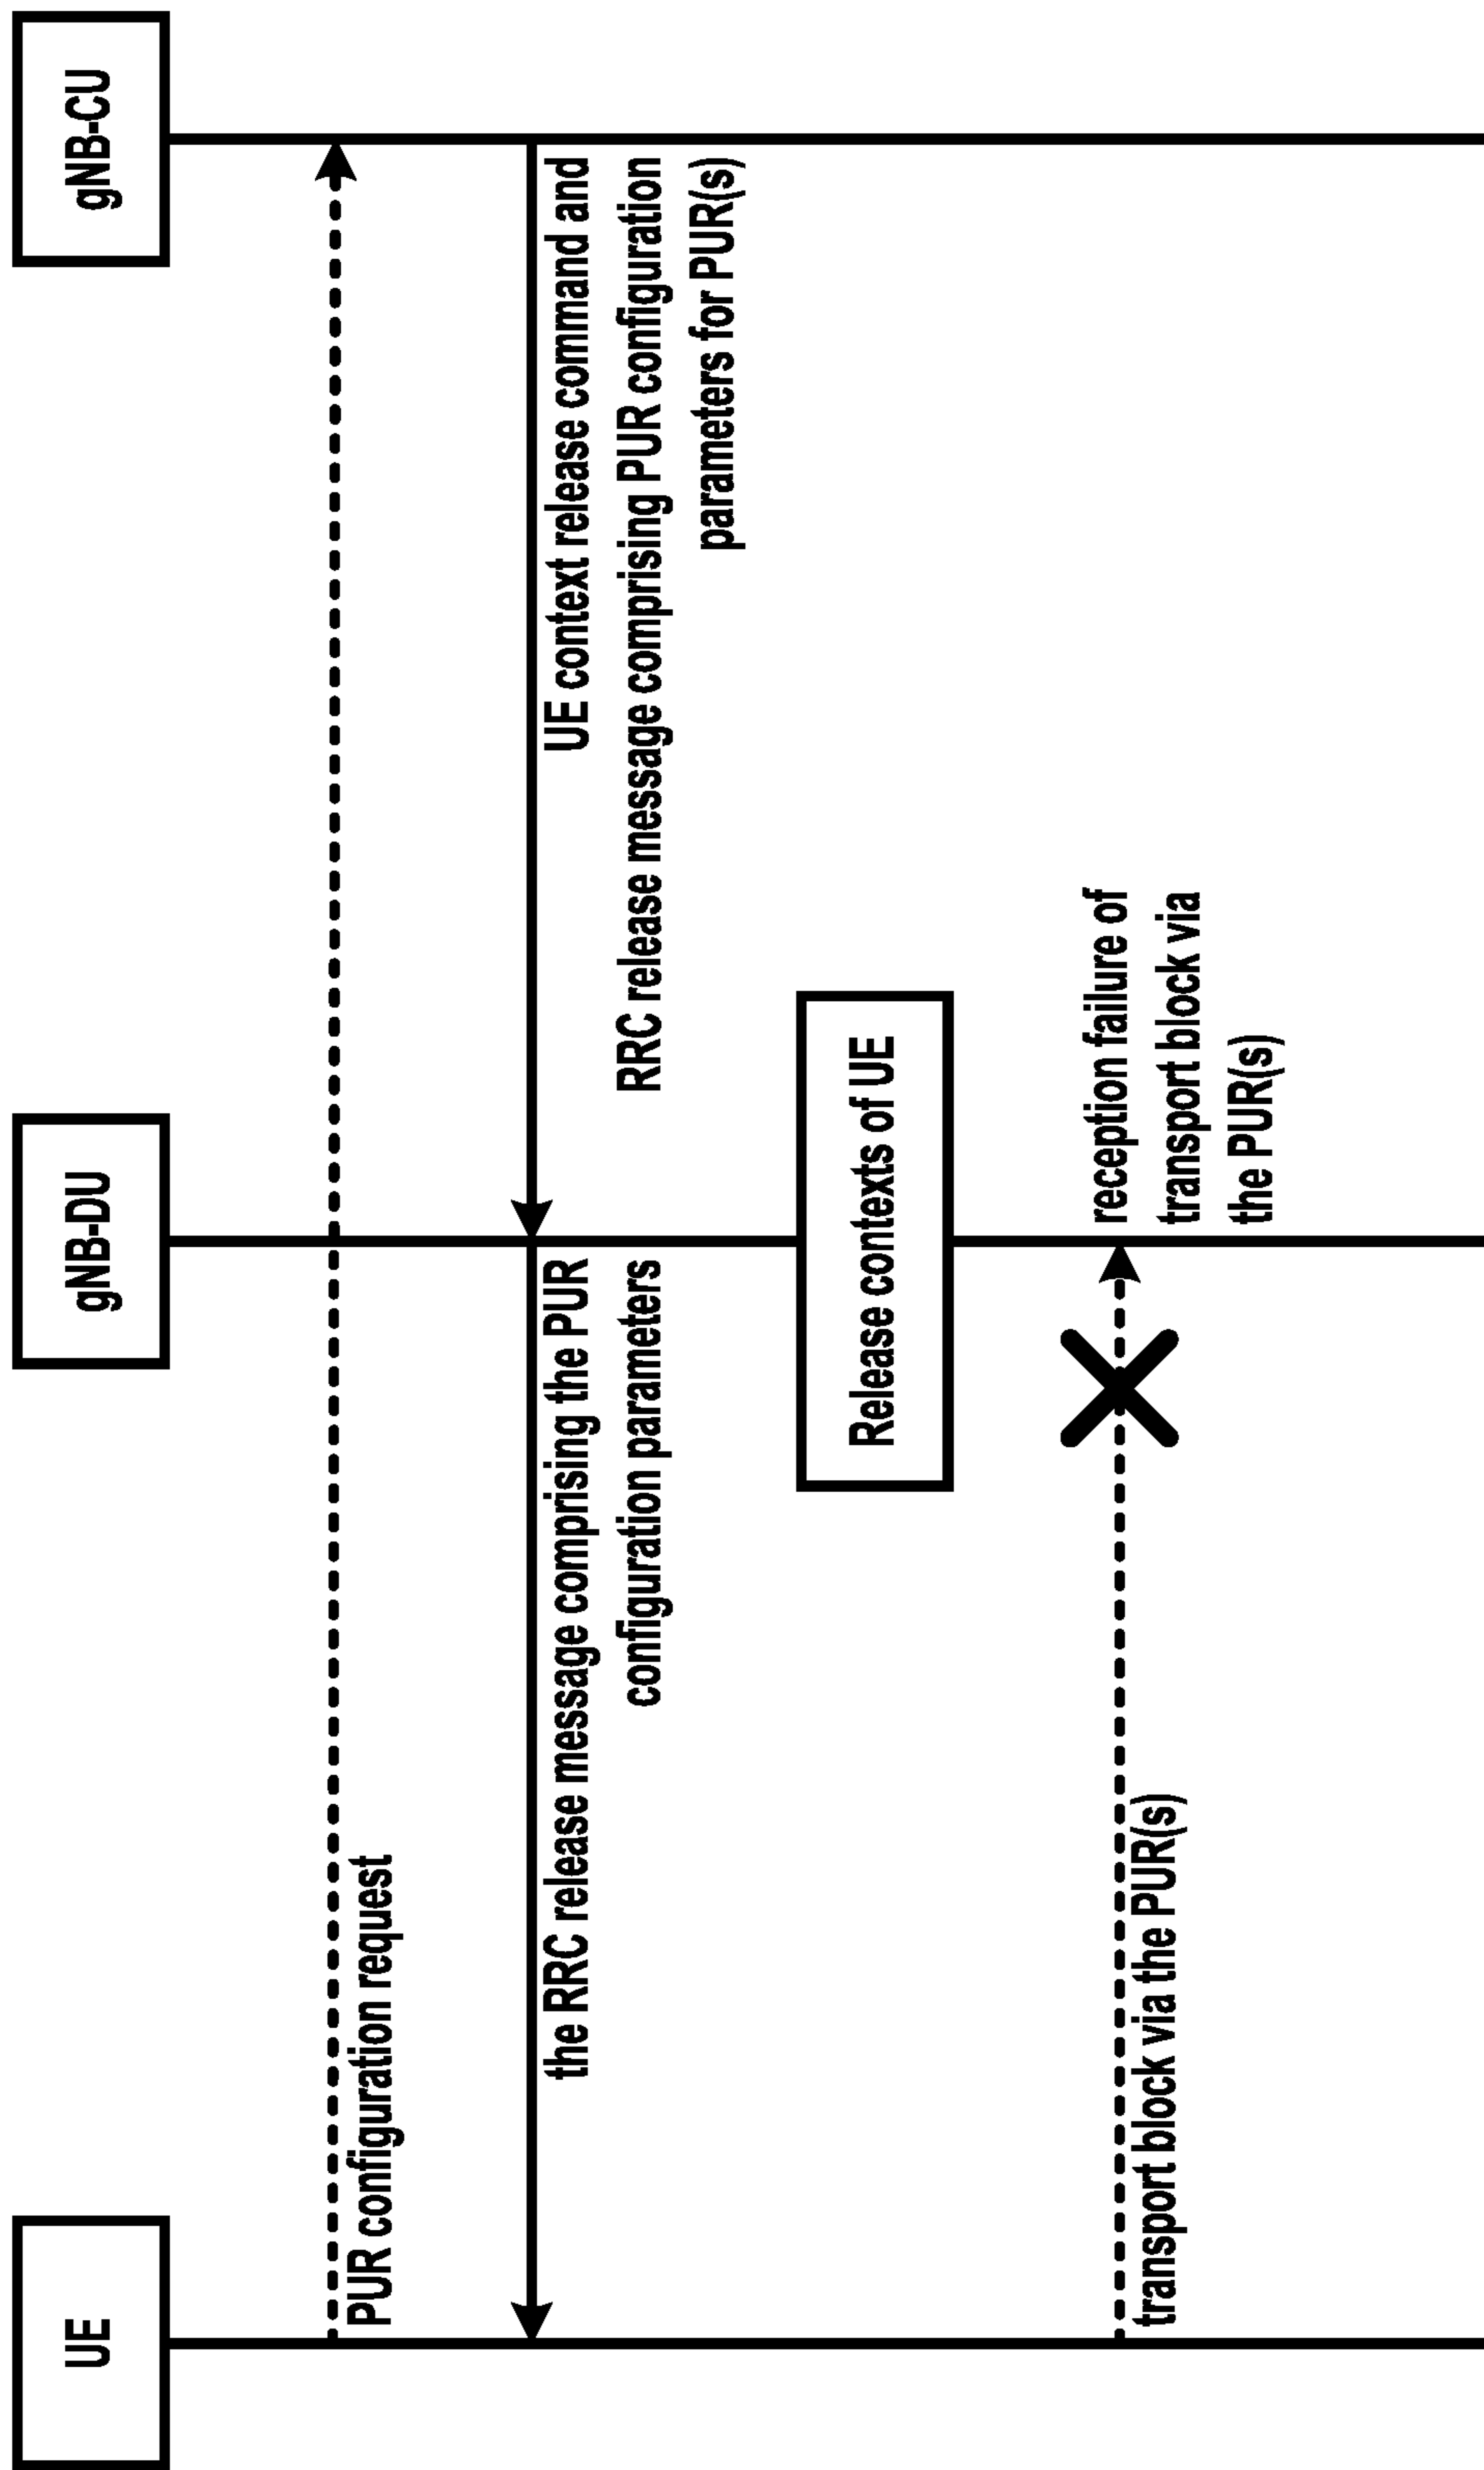 UE
gNB-DU
gNB-CU
PUR configuration request
UE context release command and
RRC release message comprising PUR configuration
parameters for PUR(s)
the RRC release message comprising the PUR
configuration parameters
Release contexts of UE
transport block via the PUR(s)
reception failure of
transport block via
the PUR(s)